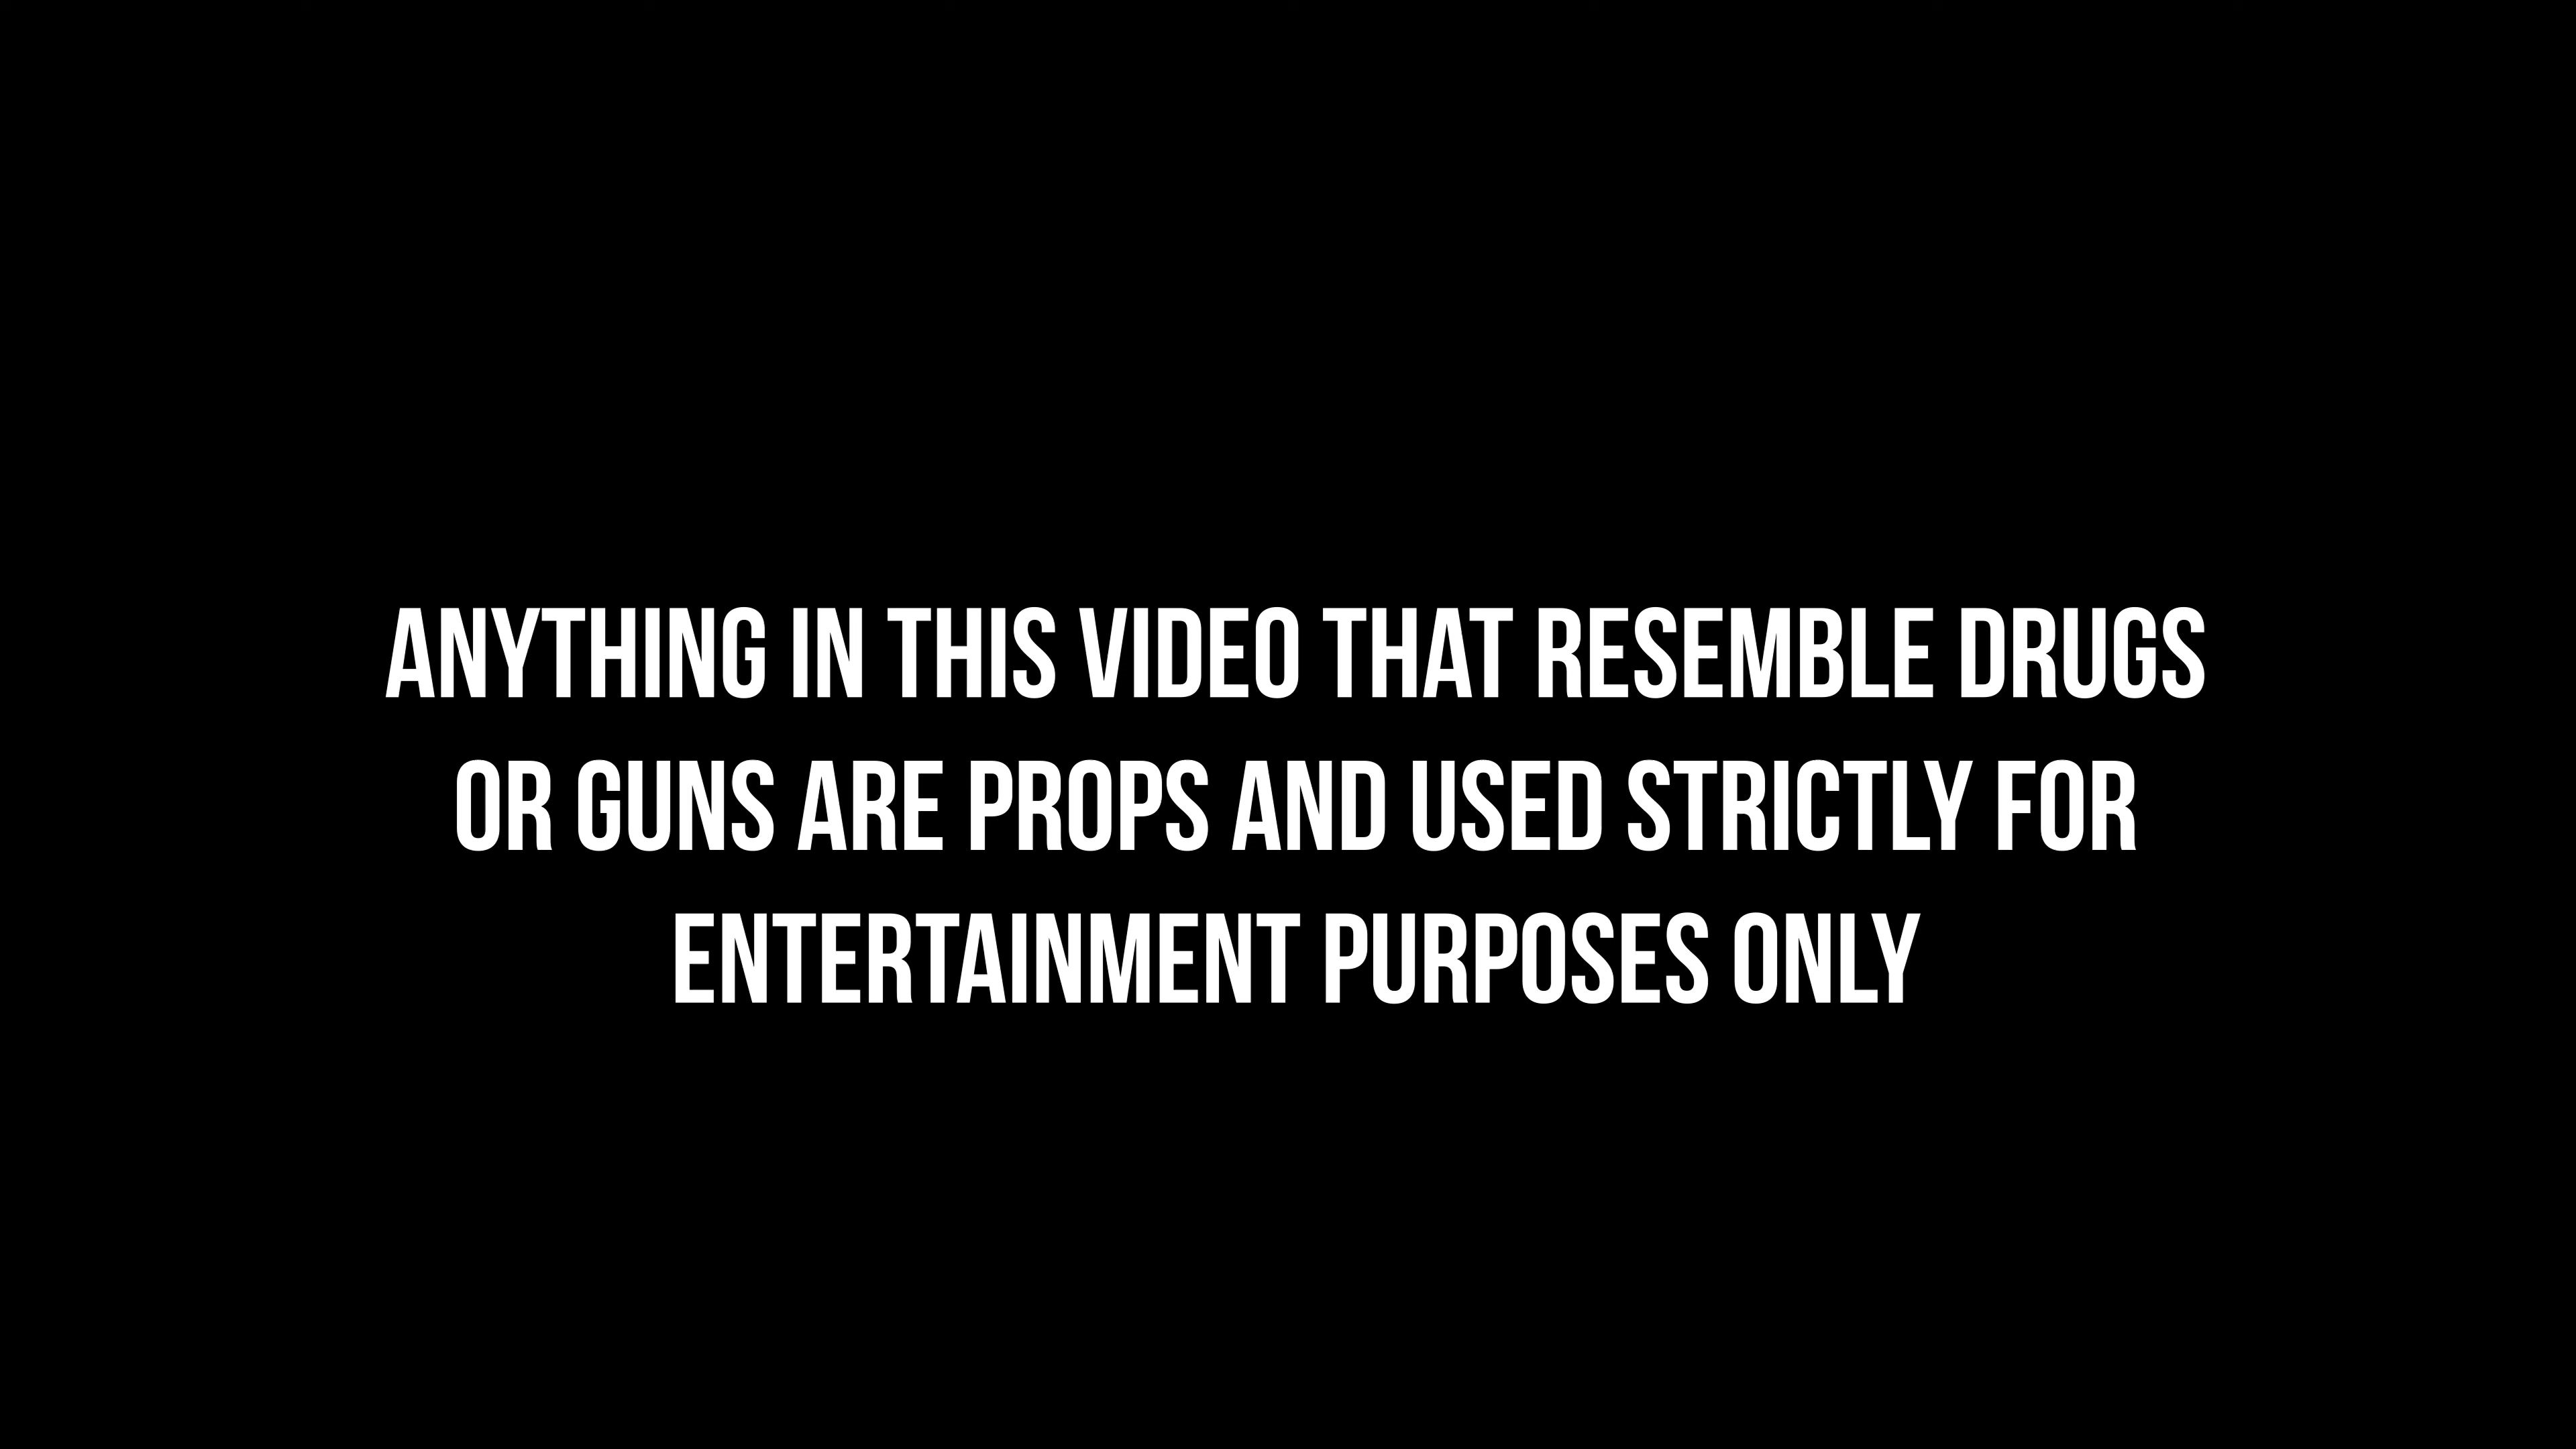 ANYTHING IN THIS VIDEO THAT RESEMBLE DRUGS
OR GUNS ARE PROPS AND USED STRICTLY FOR
ENTERTAINMENT PURPOSES ONLY